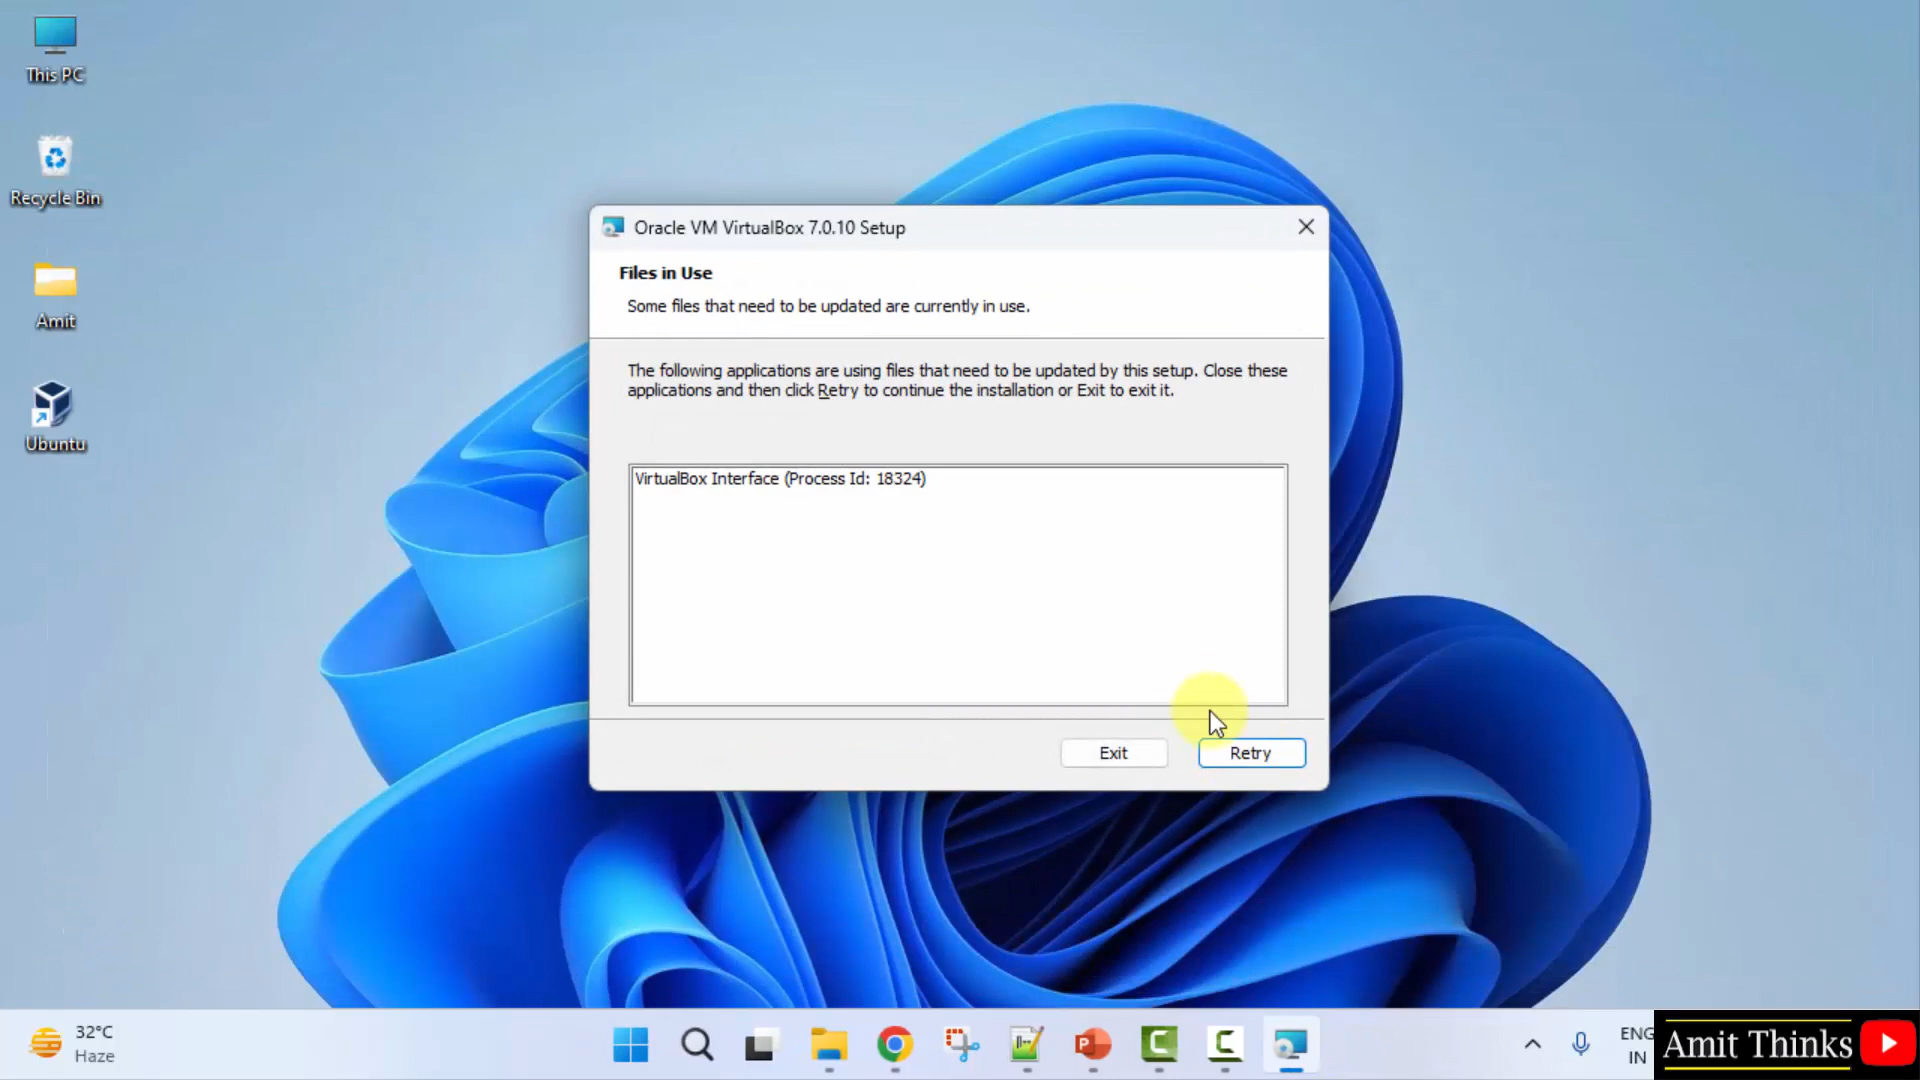 This PC
Recycle Bin
Amit
Ubuntu
Oracle VM VirtualBox 7.0.10 Setup
Files in Use
Some files that need to be updated are currently in use.
The following applications are using files that need to be updated by this setup. Close these
applications and then click Retry to continue the installation or Exit to exit it.
VirtualBox Interface (Process Id: 18324)
Exit
Retry
32°C
Haze
ENG
IN
Amit Thinks